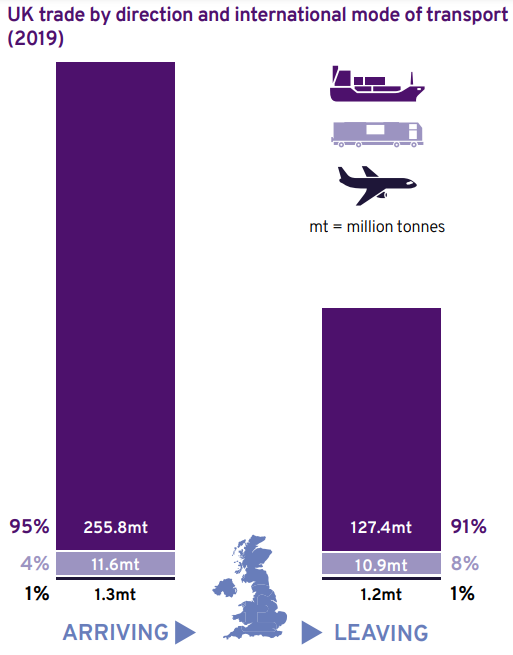 UK trade by direction and international mode of transport
(2019)
mt = million tonnes
95% 255.8mt 127.4mt 91%
4% 11.6mt 10.9mt 8%
1% 1.3mt 1.2mt 1%
ARRIVING LEAVING